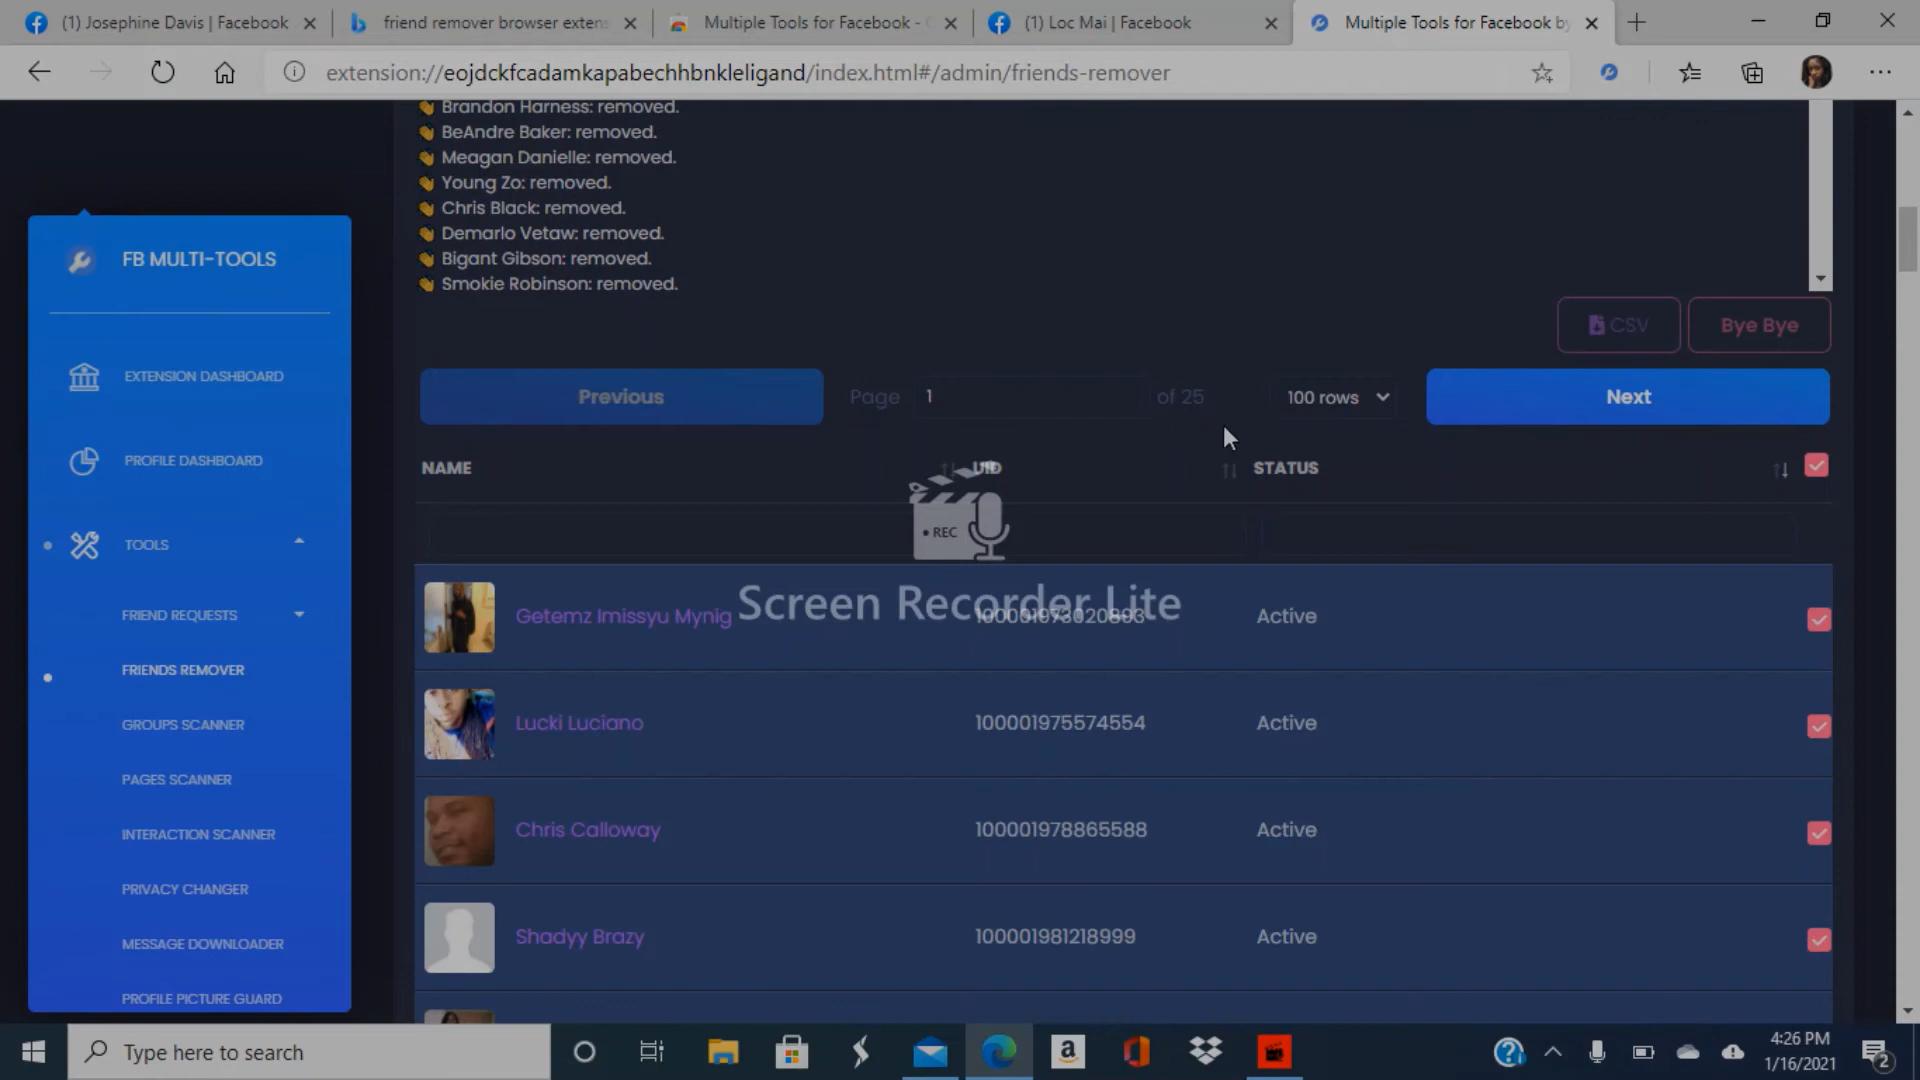 (1) Josephine Davis | Facebook
friend remover browser extens
Multiple Tools for Facebook - C
(1) Loc Mai | Facebook
Multiple Tools for Facebook by
extension://eojdckfcadamkapabechhbnkleligand/index.html#/admin/friends-remover
Brandon Harness: removed.
BeAndre Baker: removed.
Meagan Danielle: removed.
Young Zo: removed.
Chris Black: removed.
Demarlo Vetaw: removed.
Bigant Gibson: removed.
Smokie Robinson: removed.
FB MULTI-TOOLS
EXTENSION DASHBOARD
PROFILE DASHBOARD
TOOLS
FRIEND REQUESTS
FRIENDS REMOVER
GROUPS SCANNER
PAGES SCANNER
INTERACTION SCANNER
PRIVACY CHANGER
MESSAGE DOWNLOADER
PROFILE PICTURE GUARD
CSV
Bye Bye
Previous
Page 1 of 25
100 rows
Next
NAME UID STATUS
REC
Screen Recorder Lite
Getemz Imissyu Mynig 100001973020893 Active
Lucki Luciano 100001975574554 Active
Chris Calloway 100001978865588 Active
Shadyy Brazy 100001981218999 Active
Type here to search
4:26 PM
1/16/2021
2